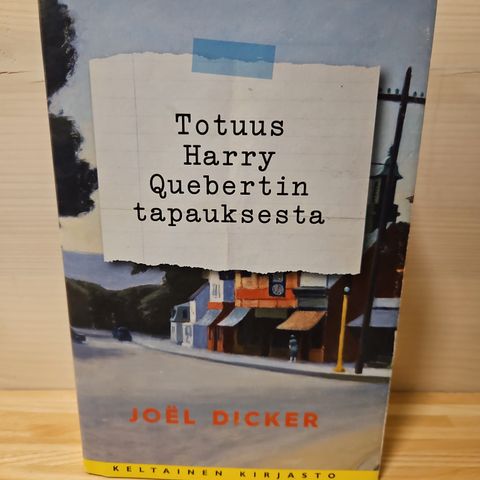 Totuus
Harry
Quebertin
tapauksesta
JOËL DICKER
KELTAINEN KIRJASTO